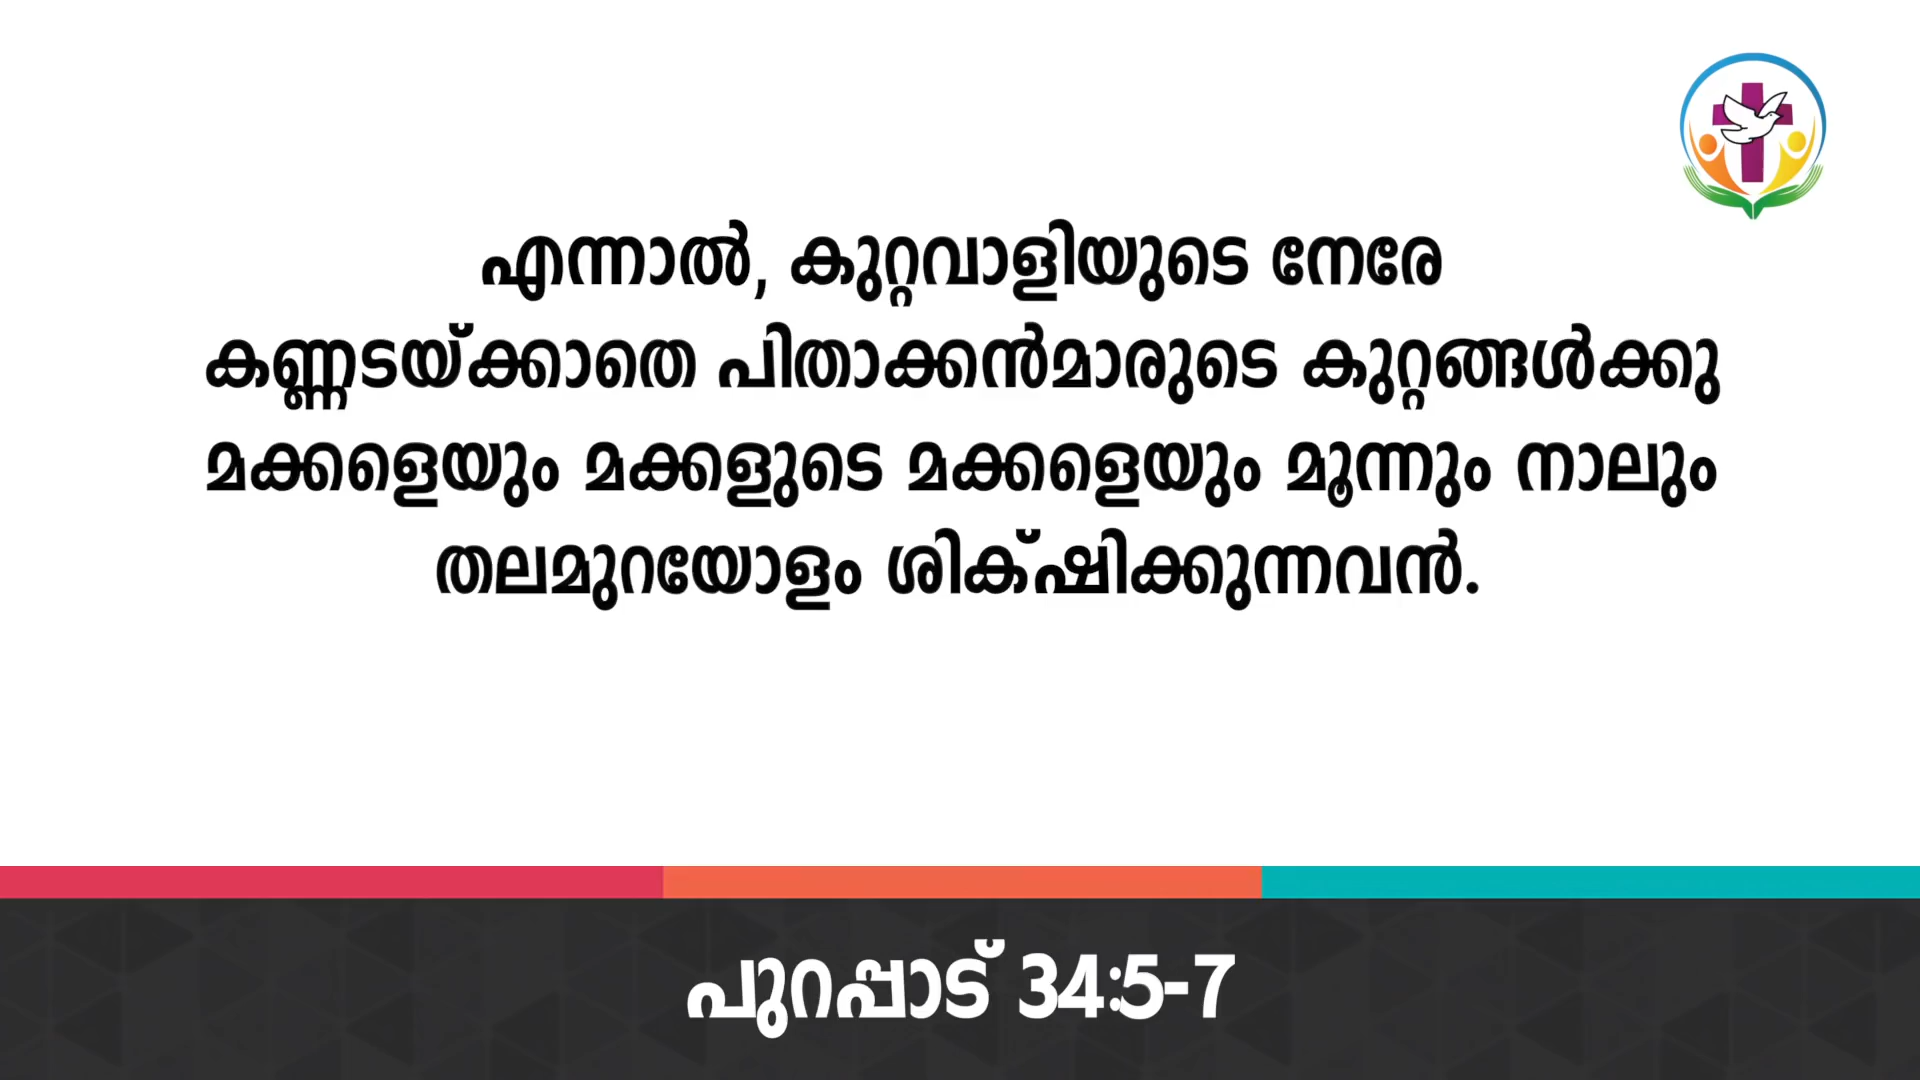 എന്നാൽ, കുറ്റവാളിയുടെ നേരേ
കണ്ണടയ്ക്കാതെ പിതാക്കൻമാരുടെ കുറ്റങ്ങൾക്കു
മക്കളെയും മക്കളുടെ മക്കളെയും മൂന്നും നാലും
തലമുറയോളം ശിക്‌ഷിക്കുന്നവൻ.
പുറപ്പാട് 34:5-7